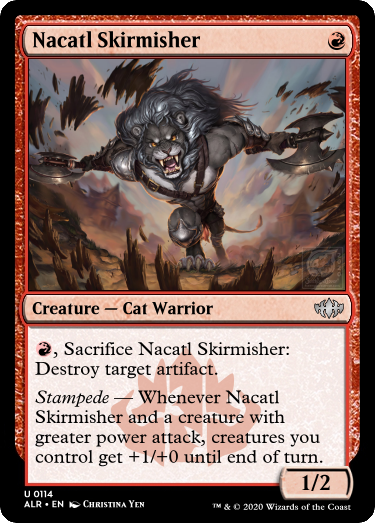 Nacatl Skirmisher
Creature — Cat Warrior
, Sacrifice Nacatl Skirmisher:
Destroy target artifact.
Stampede — Whenever Nacatl
Skirmisher and a creature with
greater power attack, creatures you
control get +1/+0 until end of turn.
1/2
U 0114
ALR • EN Christina Yen
™ & © 2020 Wizards of the Coast